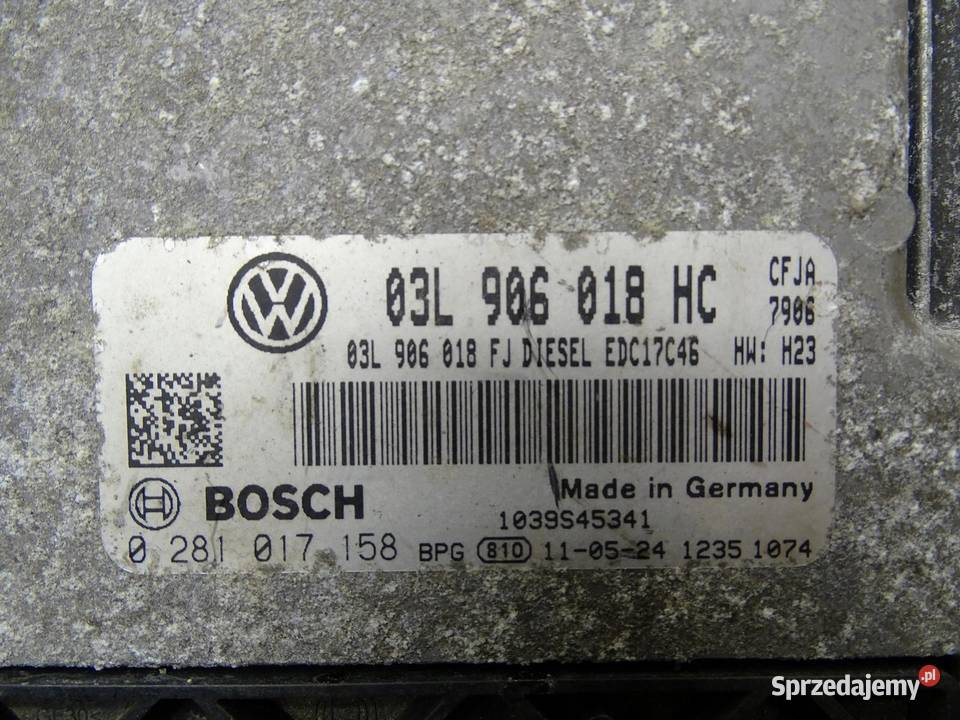 03L 906 018 HC
CFJA
7906
03L 906 018 FJ DIESEL EDC17C46 HW: H23
BOSCH
Made in Germany
1039S45341
0 281 017 158 BPG 810 11-05-24 1235 1074
Sprzedajemy.pl